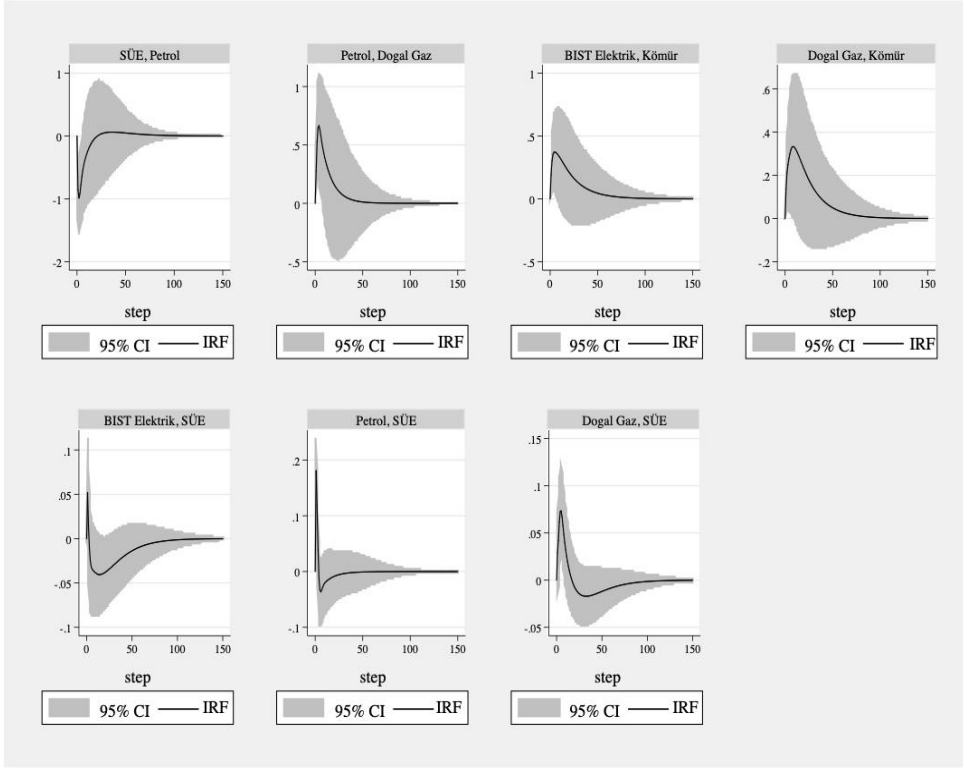 SÜE, Petrol
1
0
-1
-2
0 50 100 150
step
95% CI IRF
Petrol, Dogal Gaz
1
.5
0
-.5
0 50 100 150
step
95% CI IRF
BIST Elektrik, Kömür
1
.5
0
-.5
0 50 100 150
step
95% CI IRF
Dogal Gaz, Kömür
.6
.4
.2
0
-.2
0 50 100 150
step
95% CI IRF
BIST Elektrik, SÜE
.1
.05
0
-.05
-.1
0 50 100 150
step
95% CI IRF
Petrol, SÜE
.2
.1
0
-.1
0 50 100 150
step
95% CI IRF
Dogal Gaz, SÜE
.15
.1
.05
0
-.05
0 50 100 150
step
95% CI IRF